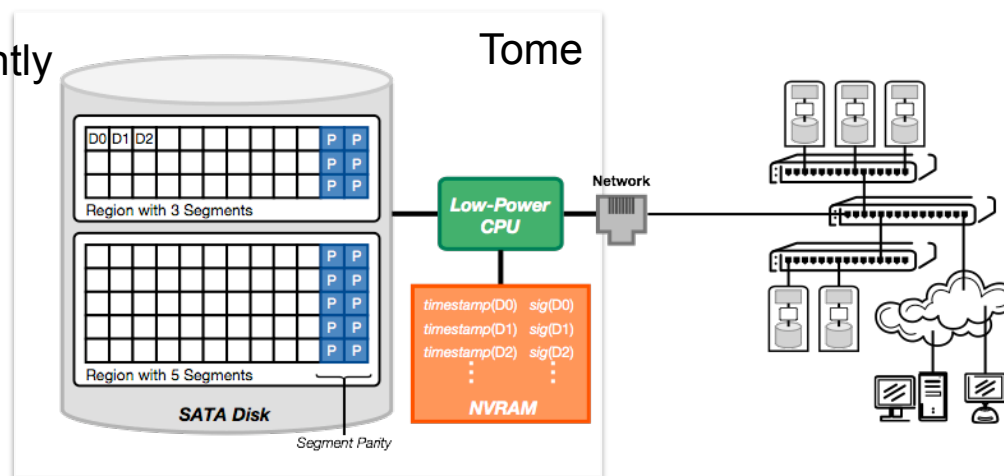 ntly
Tome
D0 D1 D2 P P
P P
P P
Region with 3 Segments
P P
P P
P P
P P
P P
Region with 5 Segments
SATA Disk
Segment Parity
Low-Power
CPU
Network
timestamp(D0) sig(D0)
timestamp(D1) sig(D1)
timestamp(D2) sig(D2)
NVRAM